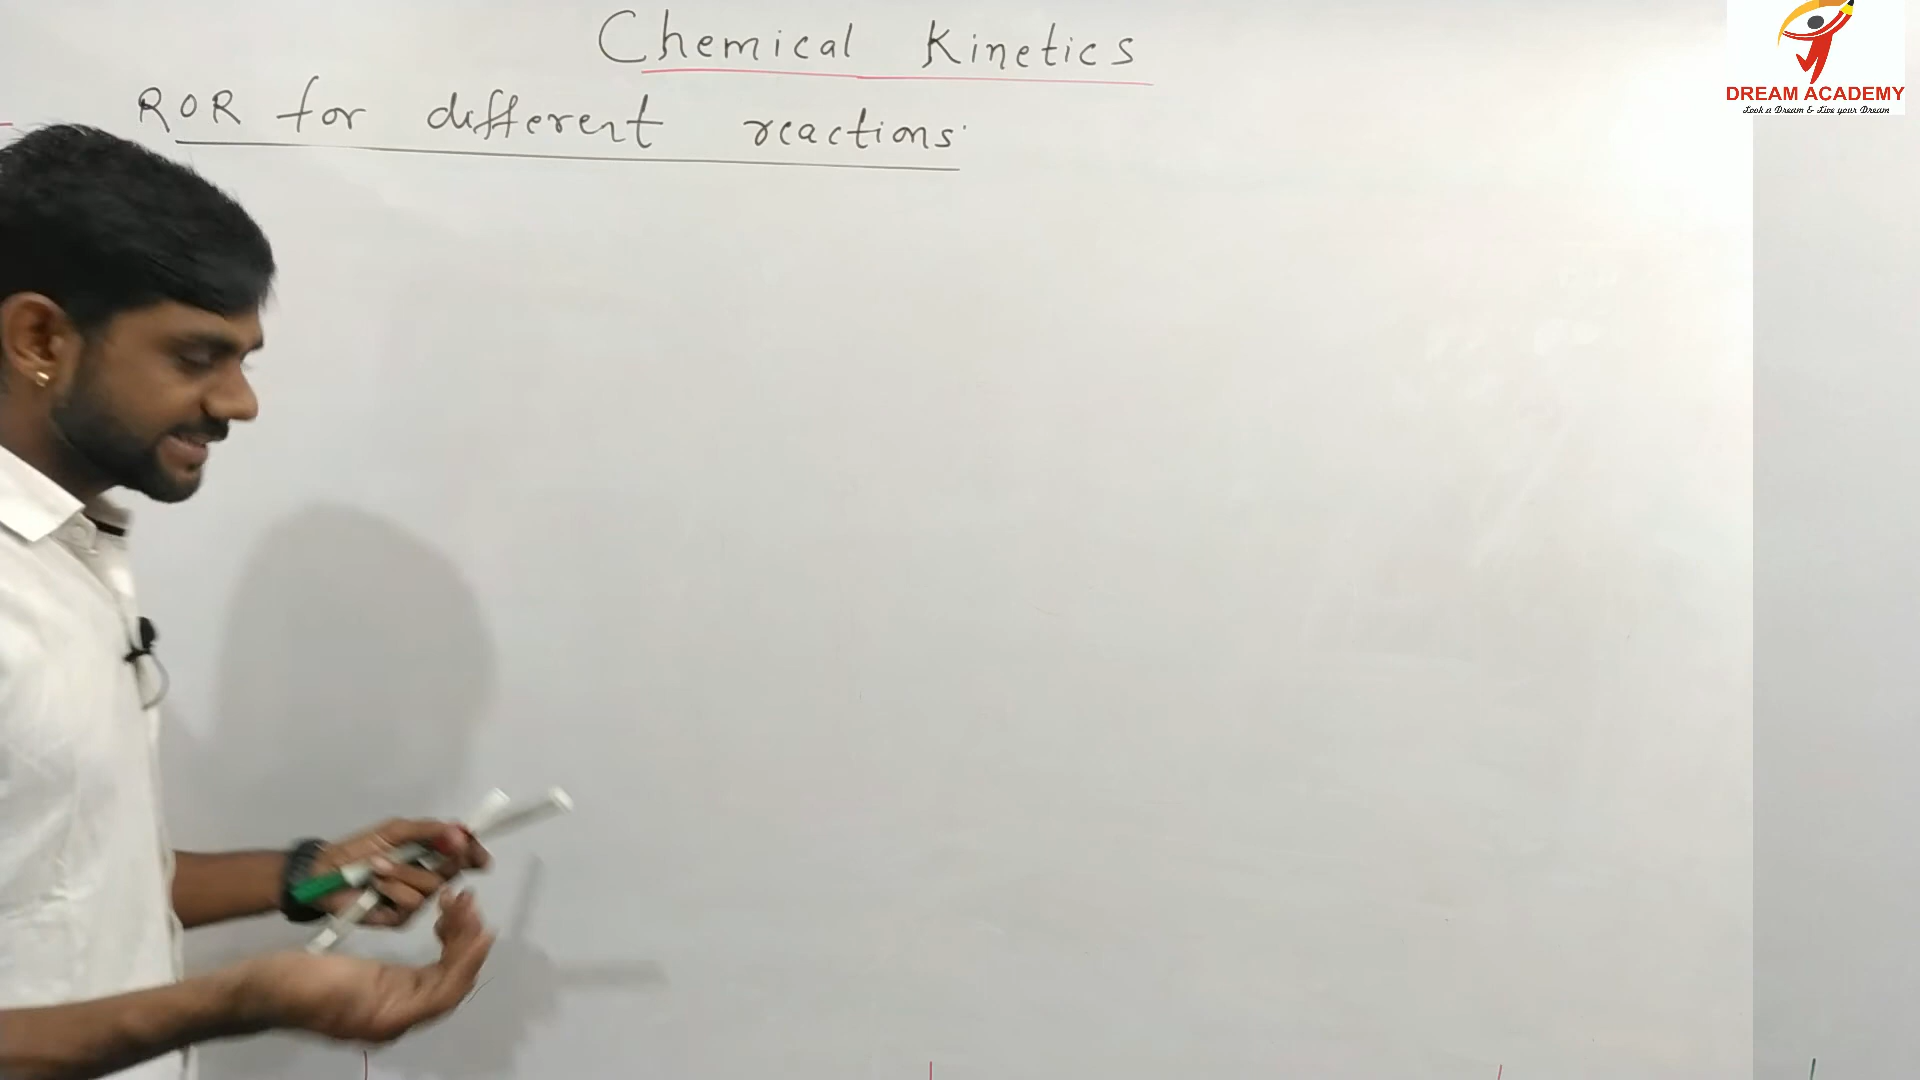 Chemical Kinetics
ROR for different reactions
DREAM ACADEMY
Look a Dream & Live your Dream